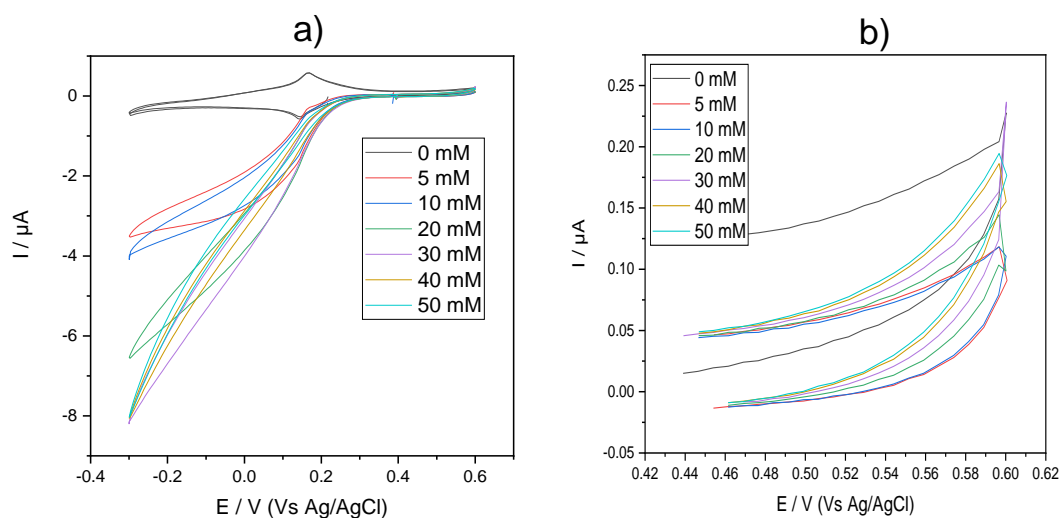 a)
I / µA
0
-2
-4
-6
-8
-0.4 -0.2 0.0 0.2 0.4 0.6
E / V (Vs Ag/AgCl)
0 mM
5 mM
10 mM
20 mM
30 mM
40 mM
50 mM
b)
I / µA
0.25
0.20
0.15
0.10
0.05
0.00
-0.05
0.42 0.44 0.46 0.48 0.50 0.52 0.54 0.56 0.58 0.60 0.62
E / V (Vs Ag/AgCl)
0 mM
5 mM
10 mM
20 mM
30 mM
40 mM
50 mM